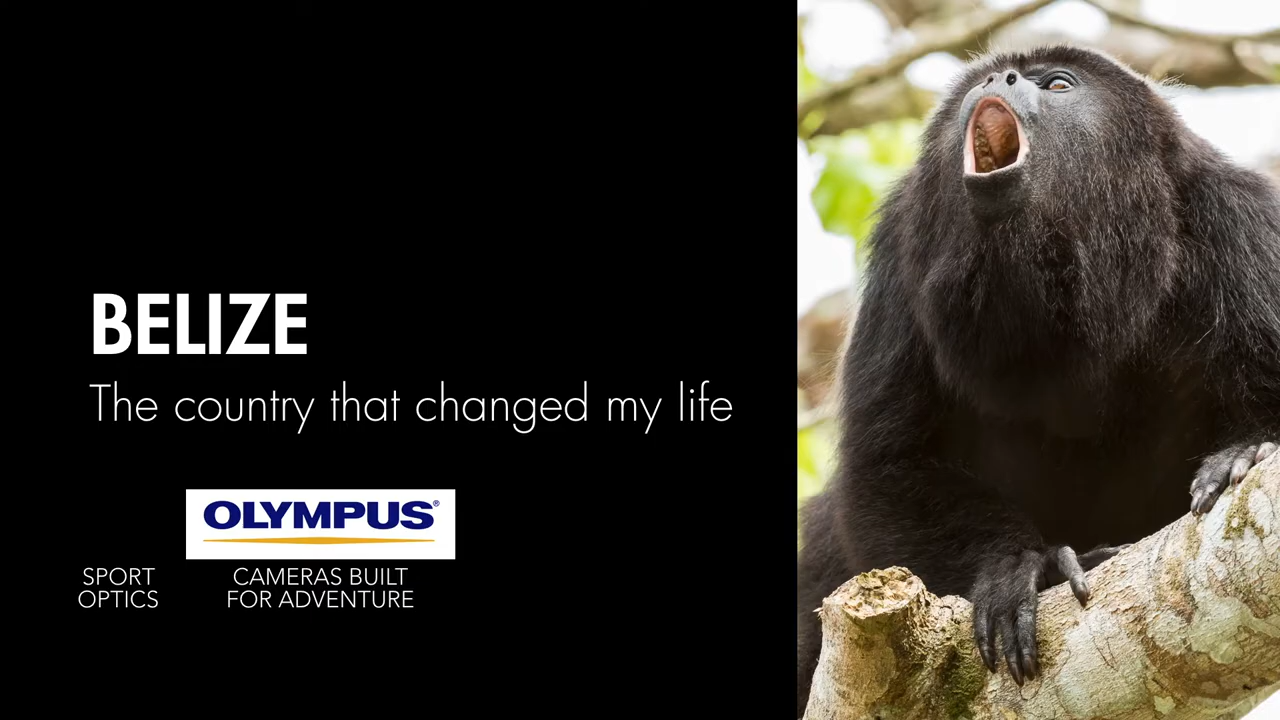 BELIZE
The country that changed my life
OLYMPUS®
SPORT
OPTICS
CAMERAS BUILT
FOR ADVENTURE